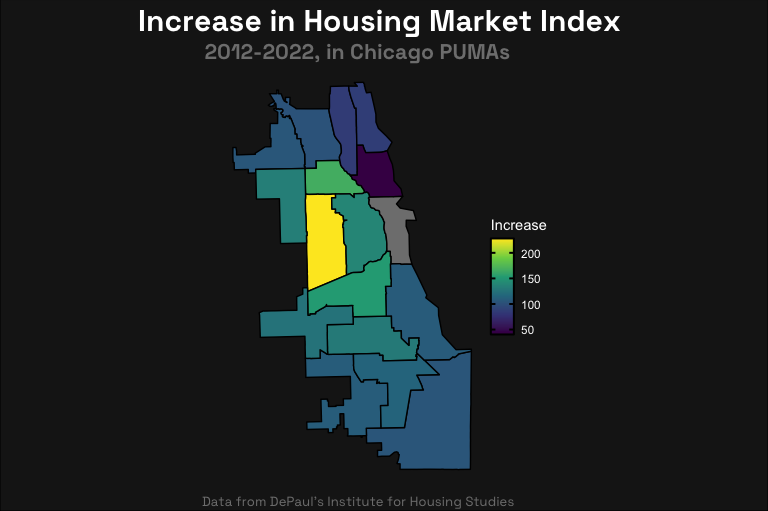 Increase in Housing Market Index
2012-2022, in Chicago PUMAs
Increase
200
150
100
50
Data from DePaul's Institute for Housing Studies